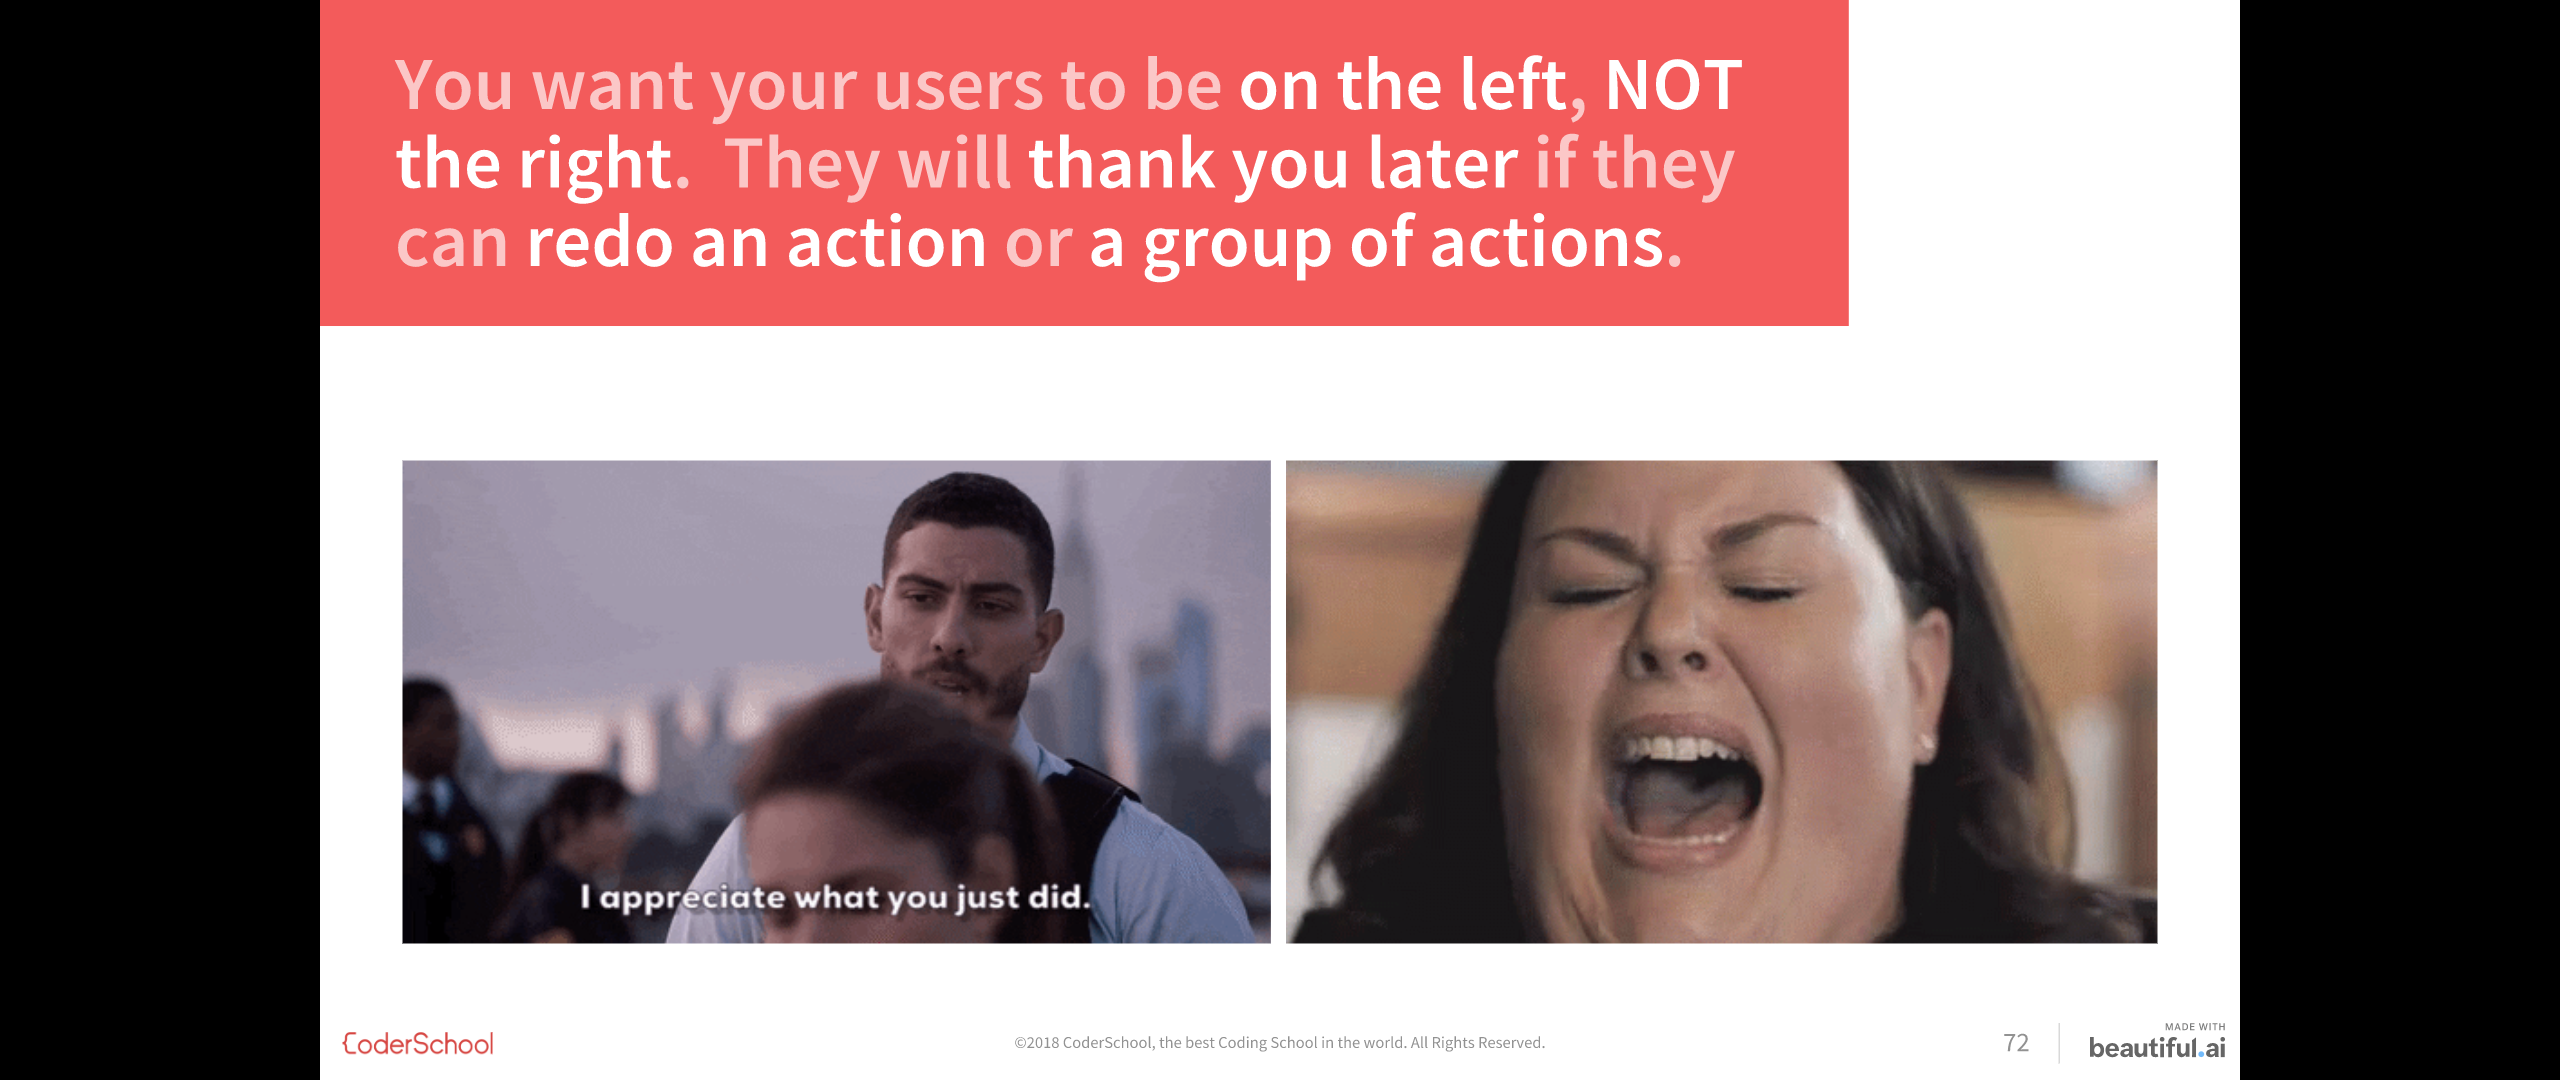 You want your users to be on the left, NOT
the right. They will thank you later if they
can redo an action or a group of actions.
I appreciate what you just did.
CoderSchool
©2018 CoderSchool, the best Coding School in the world. All Rights Reserved.
72
MADE WITH
beautiful.ai